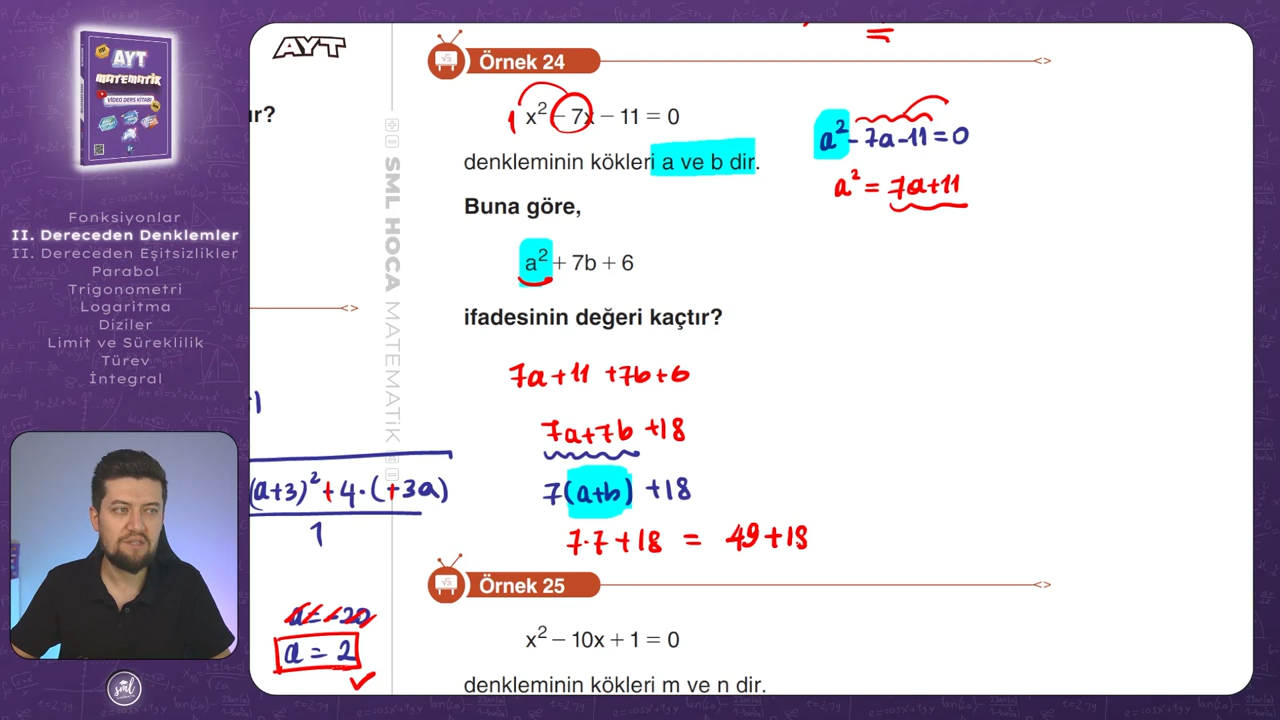 AYT
MATEMATİK
VİDEO DERS KİTABI
Fonksiyonlar
II. Dereceden Denklemler
II. Dereceden Eşitsizlikler
Parabol
Trigonometri
Logaritma
Diziler
Limit ve Süreklilik
Türev
İntegral
sml
AYT
ır?
(a+3)² + 4·(+3a)
1
a = -20
a = 2
SML HOCA MATEMATİK
Örnek 24
1 x² − 7x − 11 = 0
denkleminin kökleri a ve b dir.
Buna göre,
a² + 7b + 6
ifadesinin değeri kaçtır?
a² - 7a - 11 = 0
a² = 7a + 11
7a + 11 + 7b + 6
7a + 7b + 18
7(a+b) + 18
7·7 + 18 = 49 + 18
Örnek 25
x² − 10x + 1 = 0
denkleminin kökleri m ve n dir.